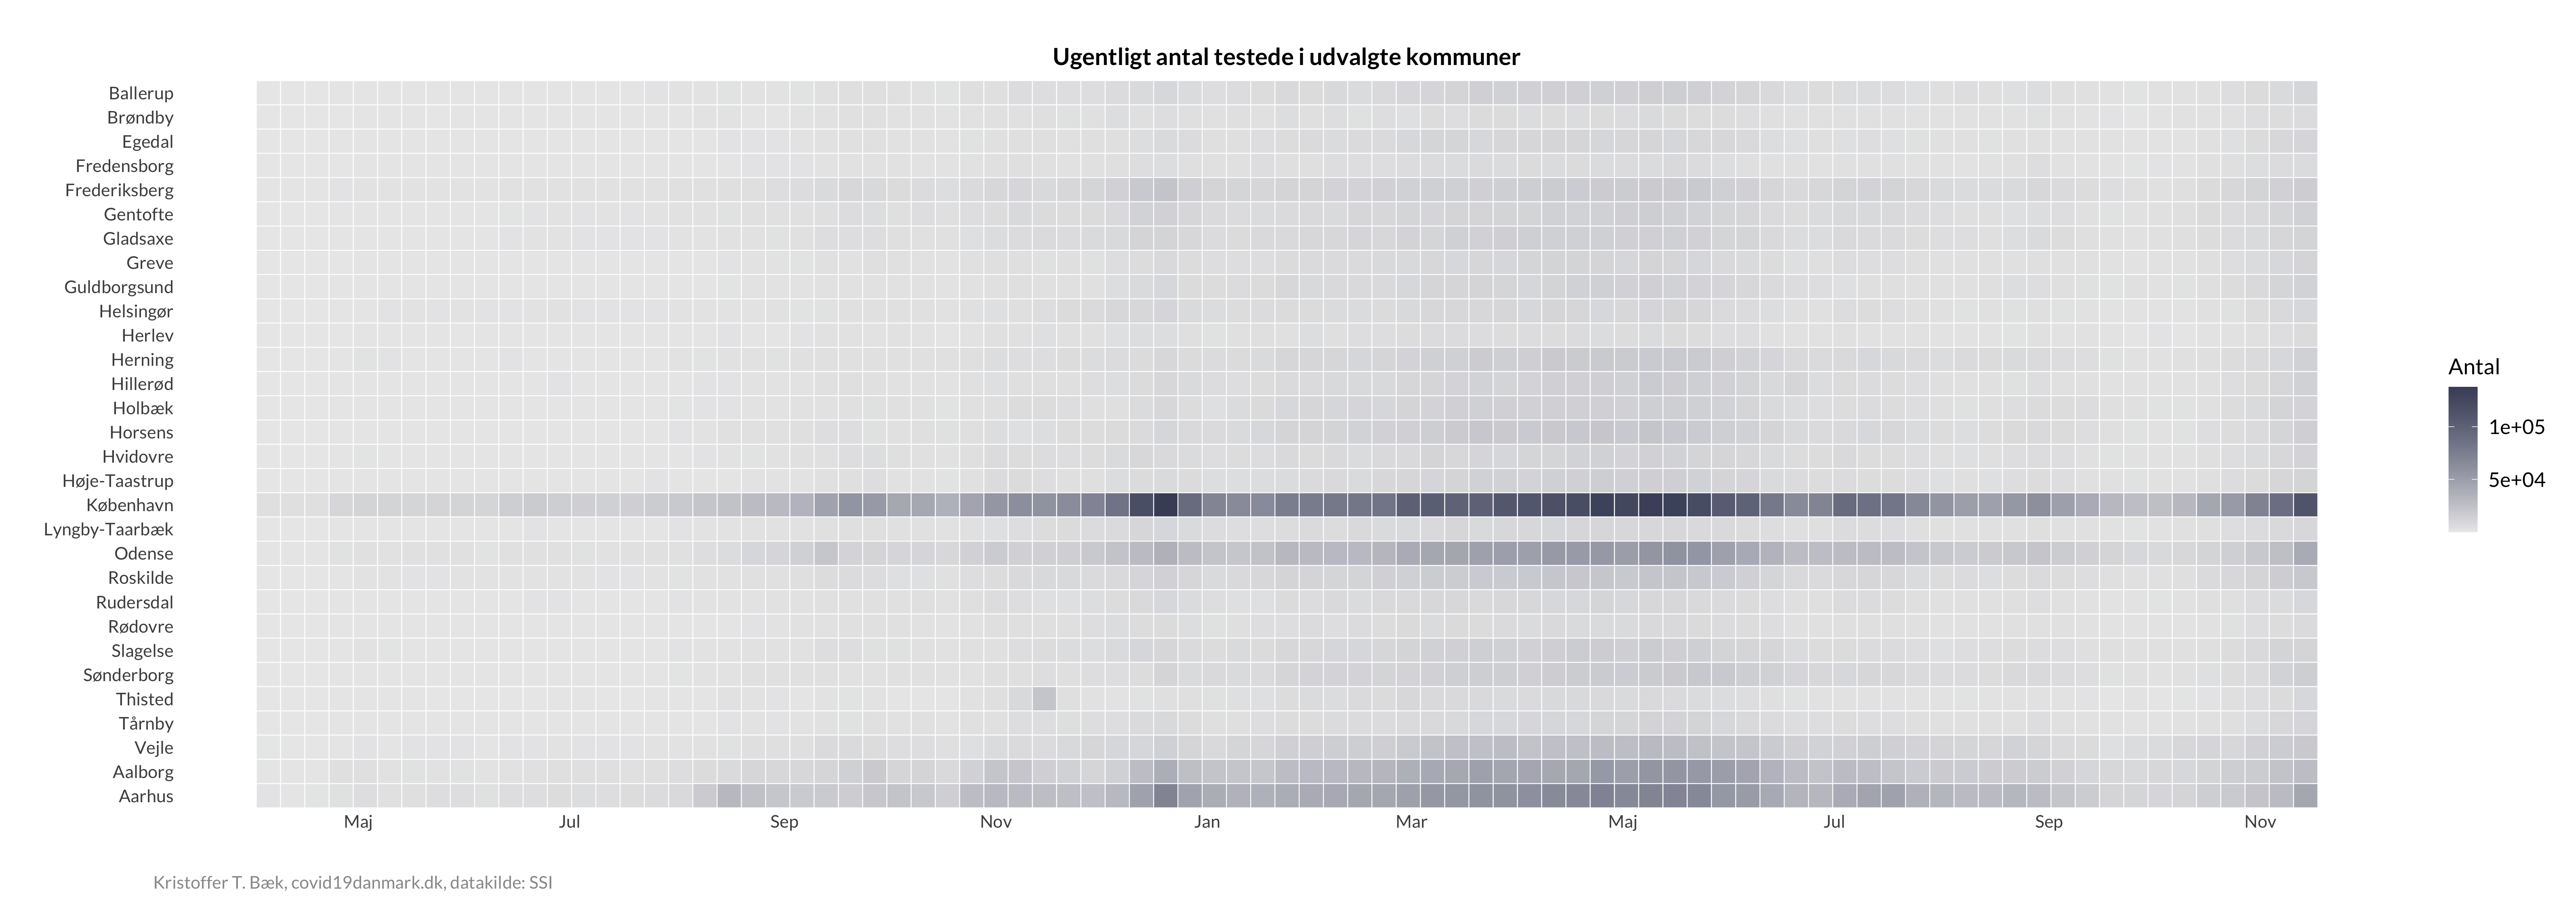 Ugentligt antal testede i udvalgte kommuner
Ballerup
Brøndby
Egedal
Fredensborg
Frederiksberg
Gentofte
Gladsaxe
Greve
Guldborgsund
Helsingør
Herlev
Herning
Hillerød
Holbæk
Horsens
Hvidovre
Høje-Taastrup
København
Lyngby-Taarbæk
Odense
Roskilde
Rudersdal
Rødovre
Slagelse
Sønderborg
Thisted
Tårnby
Vejle
Aalborg
Aarhus
Maj Jul Sep Nov Jan Mar Maj Jul Sep Nov
Antal
1e+05
5e+04
Kristoffer T. Bæk, covid19danmark.dk, datakilde: SSI